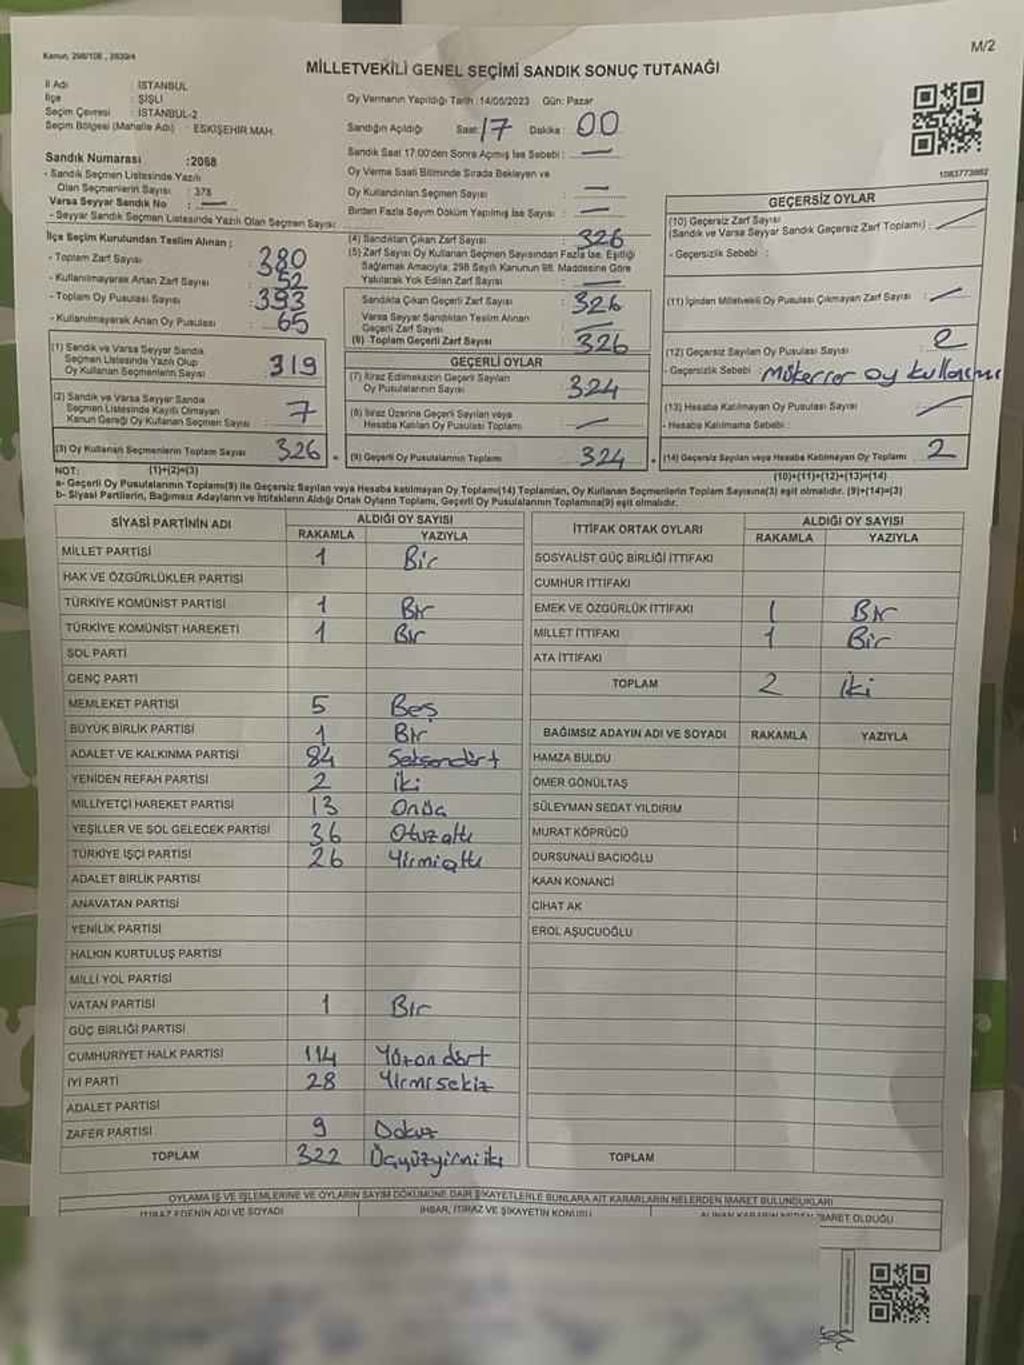 Kanun, 298/106 , 2839/4
M/2
MİLLETVEKİLİ GENEL SEÇİMİ SANDIK SONUÇ TUTANAĞI
İl Adı : İSTANBUL
İlçe : ŞİŞLİ
Seçim Çevresi : İSTANBUL-2
Seçim Bölgesi (Mahalle Adı) : ESKİŞEHİR MAH.
Sandık Numarası :2068
- Sandık Seçmen Listesinde Yazılı
Olan Seçmenlerin Sayısı : 378
Varsa Seyyar Sandık No : —
- Seyyar Sandık Seçmen Listesinde Yazılı Olan Seçmen Sayısı:
Oy Vermenin Yapıldığı Tarih :14/05/2023 Gün: Pazar
Sandığın Açıldığı Saat: 17 Dakika : 00
Sandık Saat 17:00'den Sonra Açmış İse Sebebi : —
Oy Verme Saati Bitiminde Sırada Bekleyen ve
Oy Kullandırılan Seçmen Sayısı : —
Birden Fazla Sayım Döküm Yapılmış İse Sayısı : —
1083773862
İlçe Seçim Kurulundan Teslim Alınan ;
- Toplam Zarf Sayısı : 380
- Kullanılmayarak Artan Zarf Sayısı : 52
- Toplam Oy Pusulası Sayısı : 393
- Kullanılmayarak Artan Oy Pusulası : 65
(1) Sandık ve Varsa Seyyar Sandık
Seçmen Listesinde Yazılı Olup
Oy Kullanan Seçmenlerin Sayısı : 319
(2) Sandık ve Varsa Seyyar Sandık
Seçmen Listesinde Kayıtlı Olmayan
Kanun Gereği Oy Kullanan Seçmen Sayısı : 7
(3) Oy Kullanan Seçmenlerin Toplam Sayısı : 326
(4) Sandıktan Çıkan Zarf Sayısı : 326
(5) Zarf Sayısı Oy Kullanan Seçmen Sayısından Fazla İse, Eşitliği
Sağlamak Amacıyla, 298 Sayılı Kanunun 98. Maddesine Göre
Yakılarak Yok Edilen Zarf Sayısı : —
Sandıkta Çıkan Geçerli Zarf Sayısı : 326
Varsa Seyyar Sandıktan Teslim Alınan
Geçerli Zarf Sayısı : —
(6) Toplam Geçerli Zarf Sayısı : 326
GEÇERLİ OYLAR
(7) İtiraz Edilmeksizin Geçerli Sayılan
Oy Pusulalarının Sayısı : 324
(8) İtiraz Üzerine Geçerli Sayılan veya
Hesaba Katılan Oy Pusulası Toplamı : —
= (9) Geçerli Oy Pusulalarının Toplamı : 324
GEÇERSİZ OYLAR
(10) Geçersiz Zarf Sayısı
(Sandık ve Varsa Seyyar Sandık Geçersiz Zarf Toplamı) :
- Geçersizlik Sebebi :
(11) İçinden Milletvekili Oy Pusulası Çıkmayan Zarf Sayısı : —
(12) Geçersiz Sayılan Oy Pusulası Sayısı : 2
- Geçersizlik Sebebi : Mükerrer oy
(13) Hesaba Katılmayan Oy Pusulası Sayısı : —
- Hesaba Katılmama Sebebi :
(14) Geçersiz Sayılan veya Hesaba Katılmayan Oy Toplamı : 2
NOT: (1)+(2)=(3)
(10)+(11)+(12)+(13)=(14)
a- Geçerli Oy Pusulalarının Toplamı(9) ile Geçersiz Sayılan veya Hesaba katılmayan Oy Toplamı(14) Toplamları, Oy Kullanan Seçmenlerin Toplam Sayısına(3) eşit olmalıdır. (9)+(14)=(3)
b- Siyasi Partilerin, Bağımsız Adayların ve İttifakların Aldığı Ortak Oyların Toplamı, Geçerli Oy Pusulalarının Toplamına(9) eşit olmalıdır.
SİYASİ PARTİNİN ADI ALDIĞI OY SAYISI
RAKAMLA YAZIYLA
MİLLET PARTİSİ 1 Bir
HAK VE ÖZGÜRLÜKLER PARTİSİ
TÜRKİYE KOMÜNİST PARTİSİ 1 Bir
TÜRKİYE KOMÜNİST HAREKETİ 1 Bir
SOL PARTİ
GENÇ PARTİ
MEMLEKET PARTİSİ 5 Beş
BÜYÜK BİRLİK PARTİSİ 1 Bir
ADALET VE KALKINMA PARTİSİ 84 Seksendört
YENİDEN REFAH PARTİSİ 2 İki
MİLLİYETÇİ HAREKET PARTİSİ 13 Onüç
YEŞİLLER VE SOL GELECEK PARTİSİ 36 Otuzaltı
TÜRKİYE İŞÇİ PARTİSİ 26 Yirmialtı
ADALET BİRLİK PARTİSİ
ANAVATAN PARTİSİ
YENİLİK PARTİSİ
HALKIN KURTULUŞ PARTİSİ
MİLLİ YOL PARTİSİ
VATAN PARTİSİ 1 Bir
GÜÇ BİRLİĞİ PARTİSİ
CUMHURİYET HALK PARTİSİ 114 Yüzondört
İYİ PARTİ 28 Yirmisekiz
ADALET PARTİSİ
ZAFER PARTİSİ 9 Dokuz
TOPLAM 322 Üçyüzyirmiiki
İTTİFAK ORTAK OYLARI ALDIĞI OY SAYISI
RAKAMLA YAZIYLA
SOSYALİST GÜÇ BİRLİĞİ İTTİFAKI
CUMHUR İTTİFAKI
EMEK VE ÖZGÜRLÜK İTTİFAKI 1 Bir
MİLLET İTTİFAKI 1 Bir
ATA İTTİFAKI
TOPLAM 2 İki
BAĞIMSIZ ADAYIN ADI VE SOYADI RAKAMLA YAZIYLA
HAMZA BULDU
ÖMER GÖNÜLTAŞ
SÜLEYMAN SEDAT YILDIRIM
MURAT KÖPRÜCÜ
DURSUNALİ BACIOĞLU
KAAN KONANCİ
CİHAT AK
EROL AŞUCUOĞLU
TOPLAM
OYLAMA İŞ VE İŞLEMLERİNE VE OYLARIN SAYIM DÖKÜMÜNE DAİR ŞİKAYETLERLE BUNLARA AİT KARARLARIN NELERDEN İBARET BULUNDUKLARI
İTİRAZ EDENİN ADI VE SOYADI İHBAR, İTİRAZ VE ŞİKAYETİN KONUSU ALINAN KARARIN NEDEN İBARET OLDUĞU